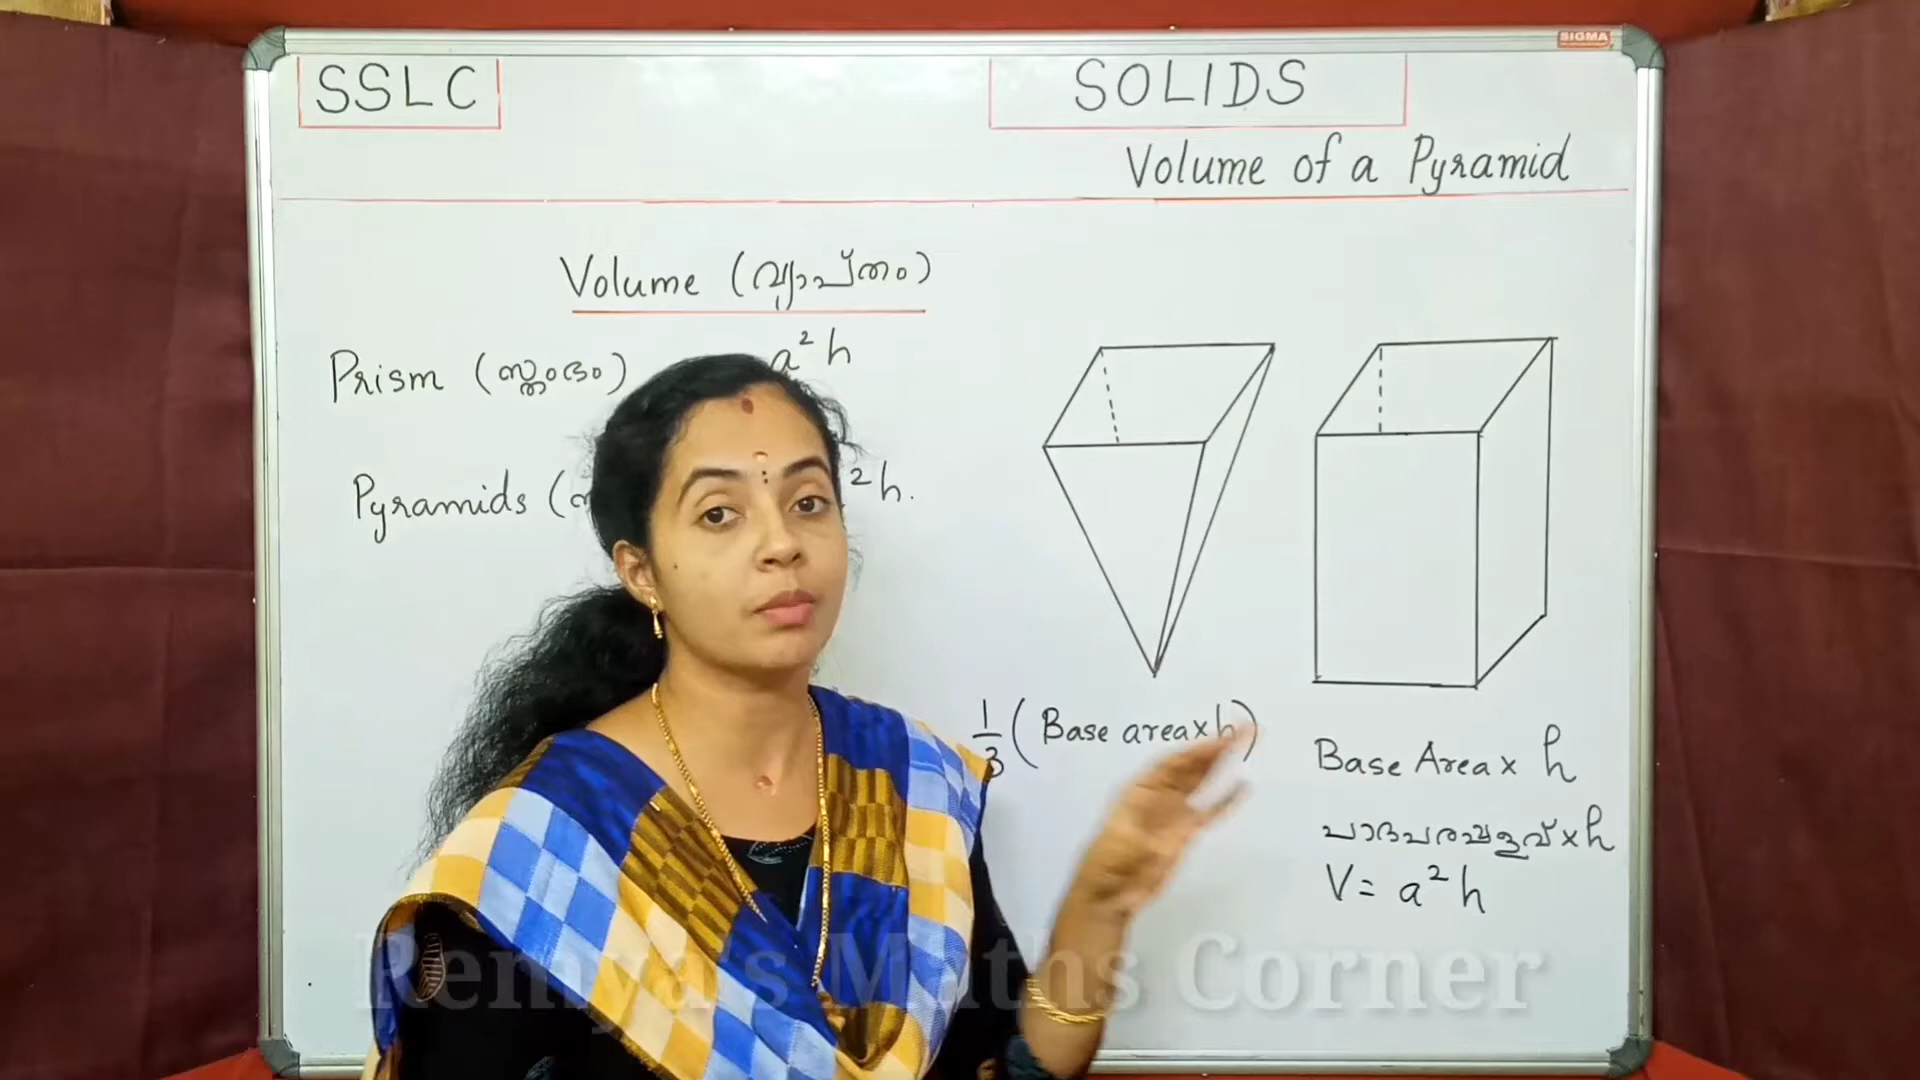 SIGMA
SSLC
SOLIDS
Volume of a Pyramid
Volume (വ്യാപ്തം)
Prism (സ്തംഭം)
a²h
Pyramids (
²h.
1/3 (Base area x h)
Base Area x h
പാദപരപ്പളവ് x h
V = a²h
Remya's Maths Corner